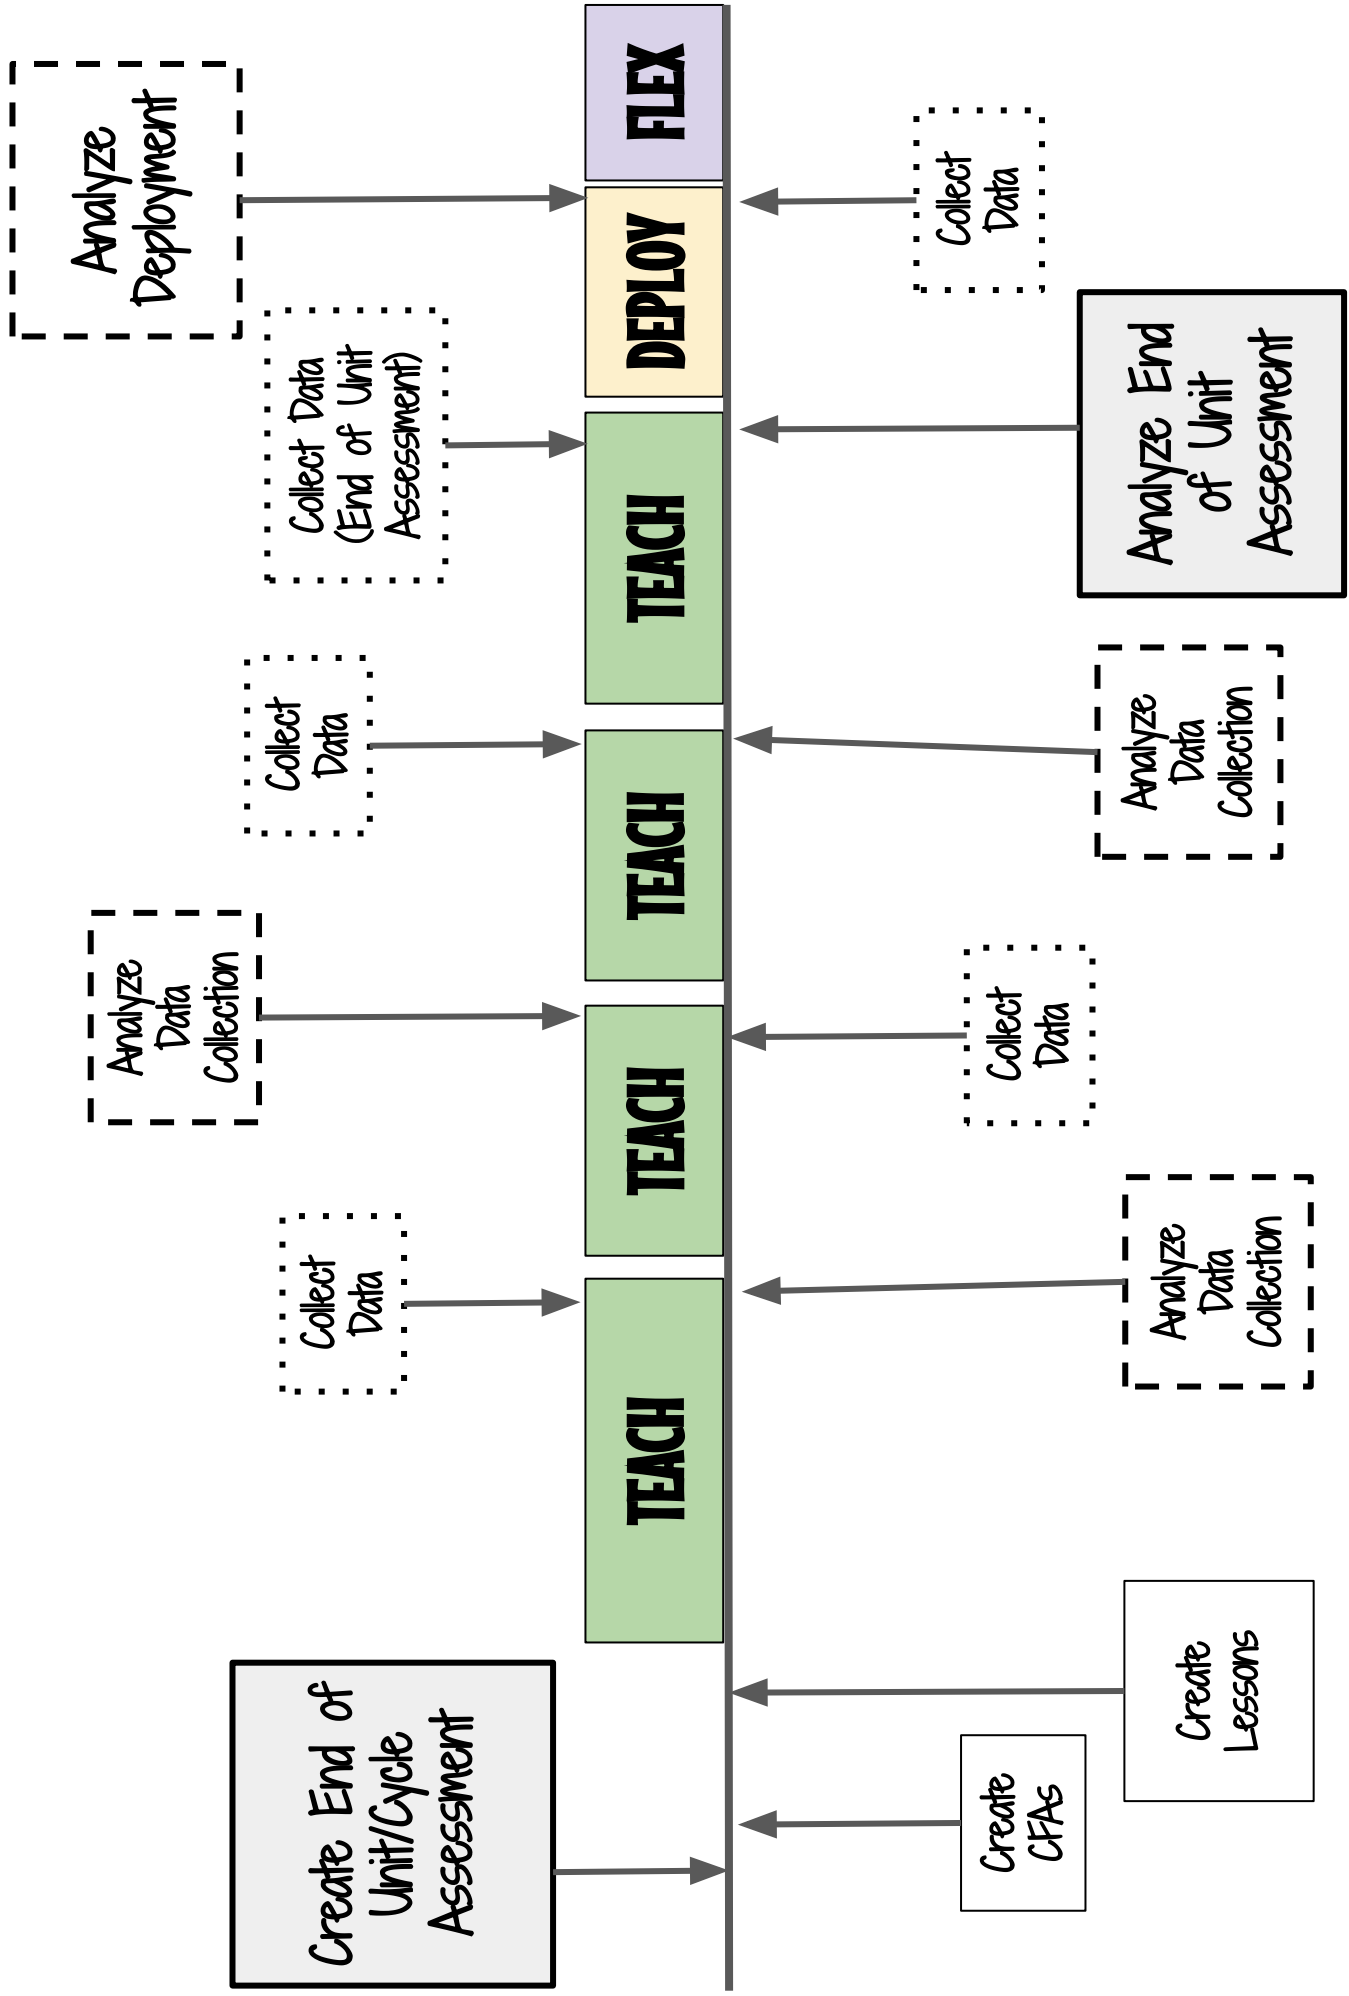 Create End of
Unit/Cycle
Assessment
Create
CFAs
Create
Lessons
TEACH
Collect
Data
Analyze
Data
Collection
TEACH
Analyze
Data
Collection
Collect
Data
TEACH
Collect
Data
Analyze
Data
Collection
TEACH
Collect Data
(End of Unit
Assessment)
Analyze End
of Unit
Assessment
DEPLOY
Analyze
Deployment
Collect
Data
FLEX